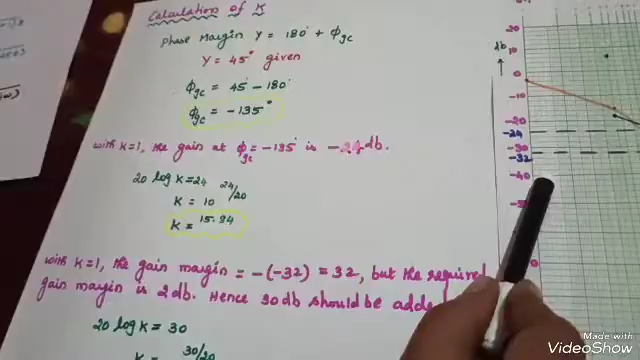 Calculation of K
Phase Margin γ = 180° + ϕgc
γ = 45° given
ϕgc = 45° - 180°
ϕgc = -135°
with K=1, the gain at ϕgc = -135° is -24db.
20 log K = 24
K = 10 24/20
K = 15.84
with K=1, the gain margin = -(-32) = 32, but the required
gain margin is 2db. Hence 30db should be added
20 log K = 30
K = 30/20
20
db
10
0
-10
-20
-24
-30
-32
-40
Made with
VideoShow